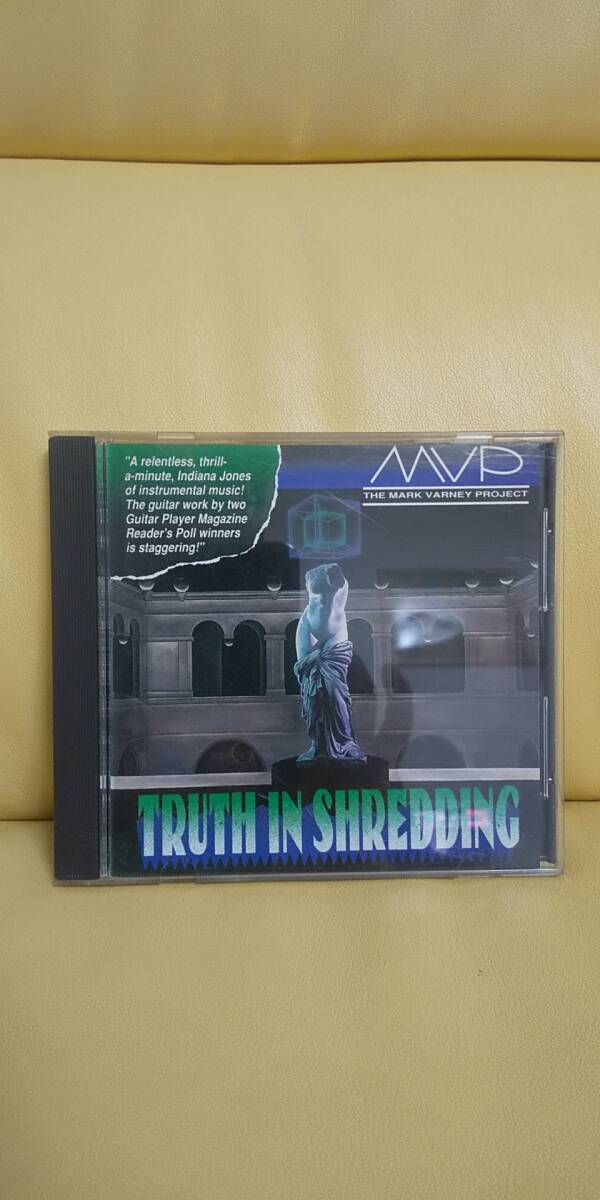 "A relentless, thrill-
a-minute, Indiana Jones
of instrumental music!
The guitar work by two
Guitar Player Magazine
Reader's Poll winners
is staggering!"
MVP
THE MARK VARNEY PROJECT
TRUTH IN SHREDDING